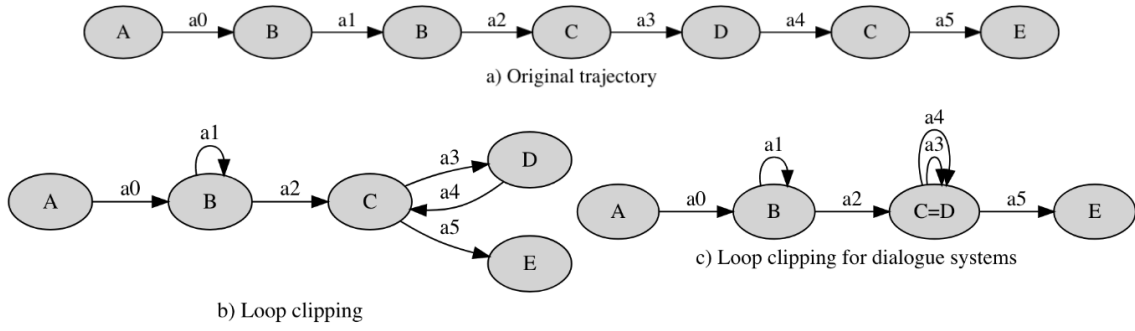 A a0 B a1 B a2 C a3 D a4 C a5 E
a) Original trajectory
A a0 B a1 a2 C a3 D a4 a5 E
b) Loop clipping
A a0 B a1 a2 C=D a4 a3 a5 E
c) Loop clipping for dialogue systems